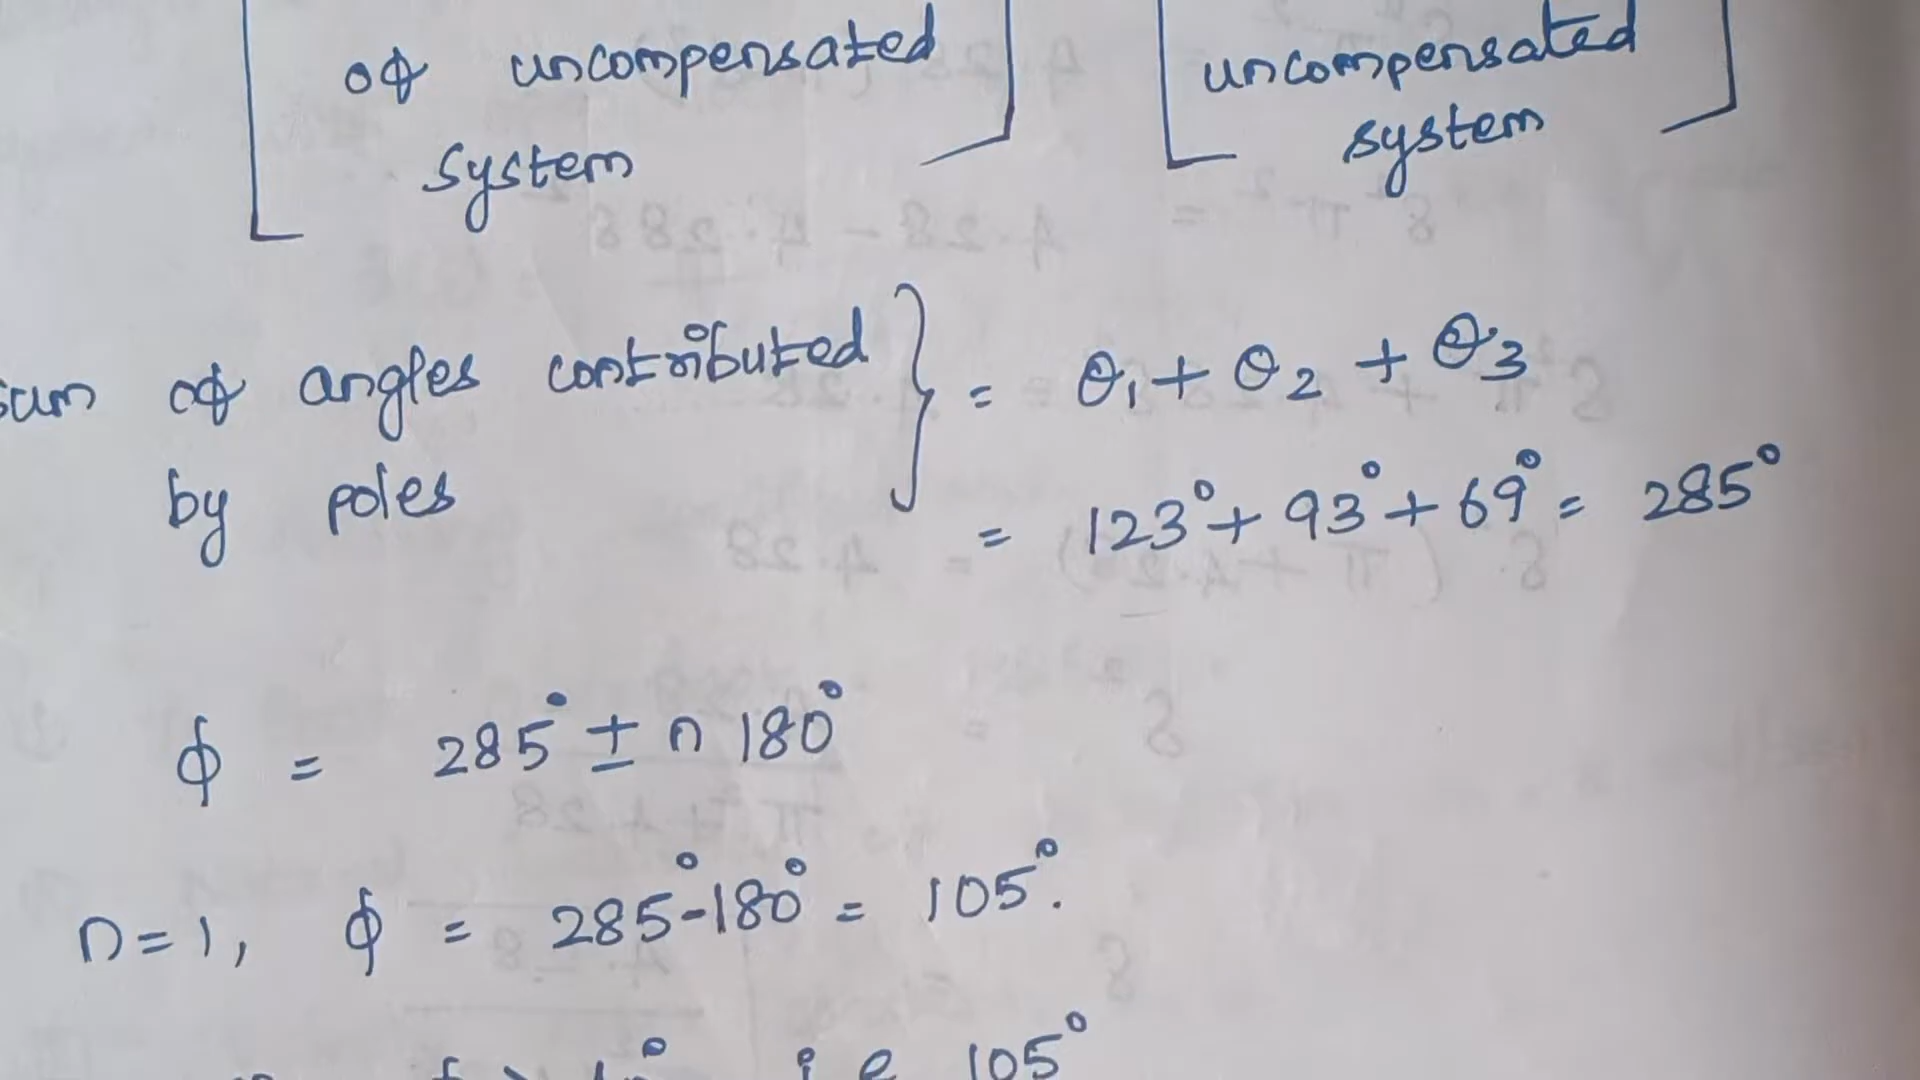 of uncompensated system
uncompensated system
sum of angles contributed by poles } = θ₁ + θ₂ + θ₃
= 123° + 93° + 69° = 285°
ϕ = 285° ± n 180°
n=1, ϕ = 285° - 180° = 105°.
i e 105°